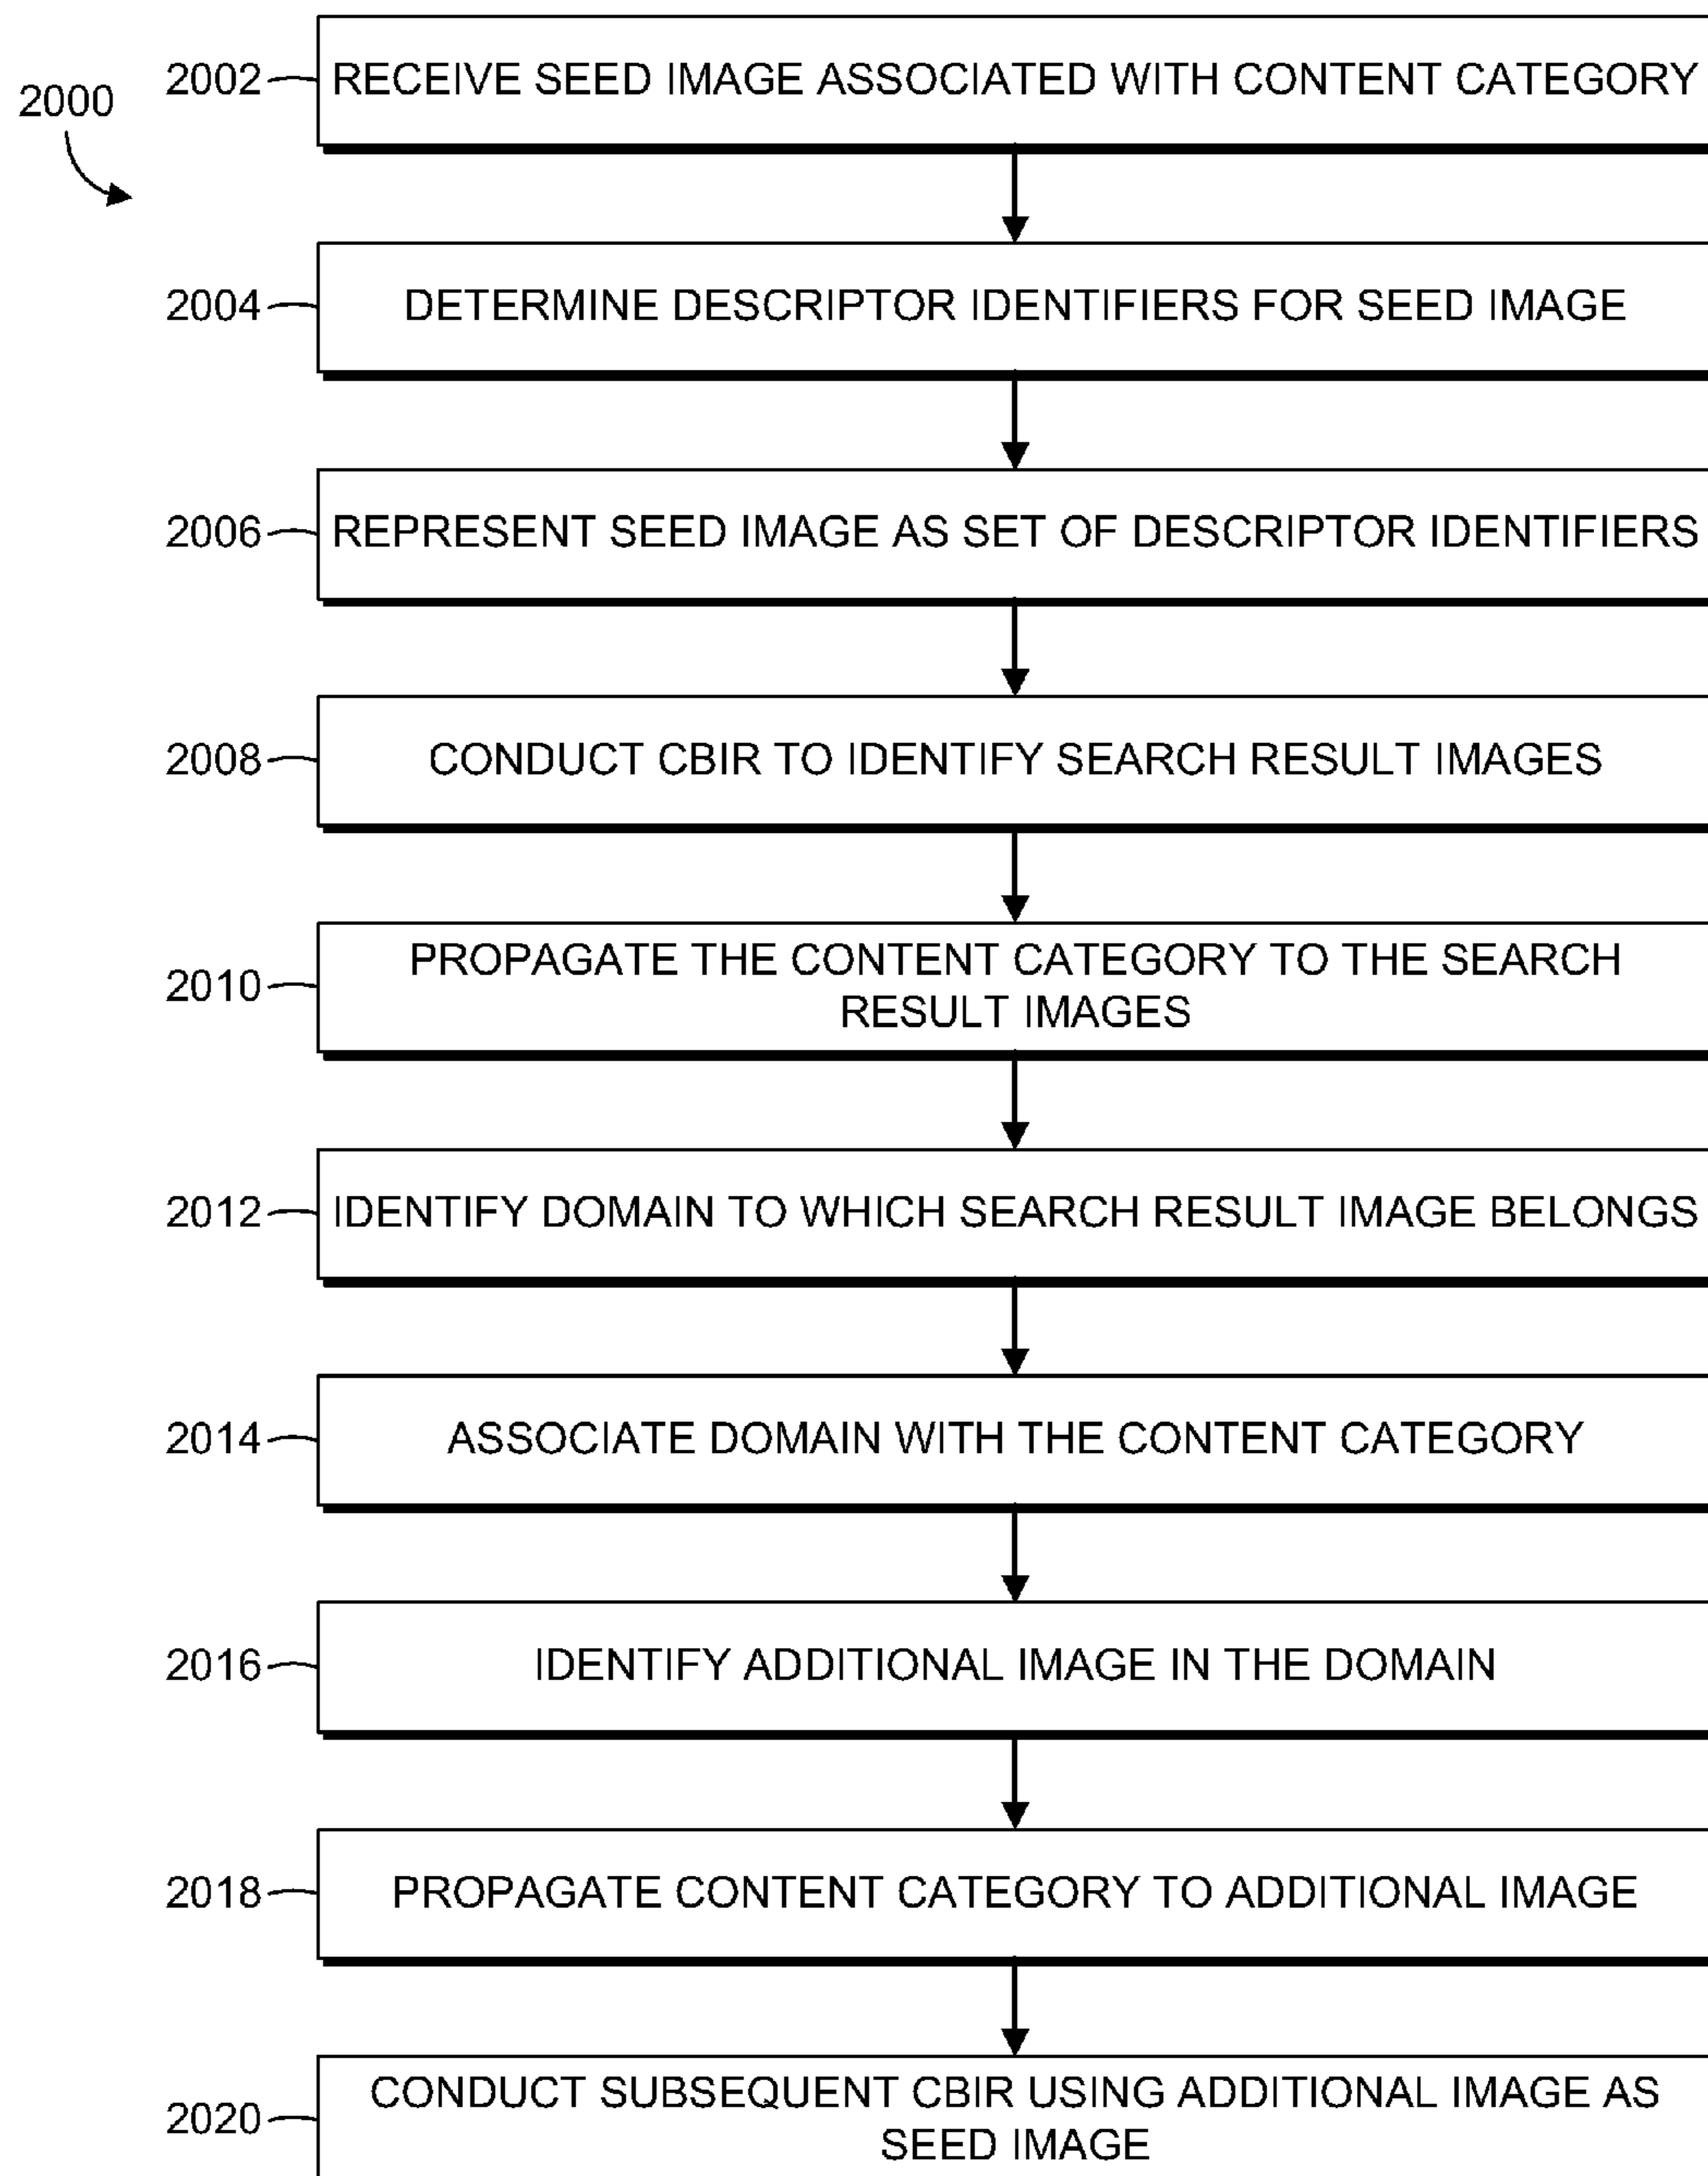 2000
2002
RECEIVE SEED IMAGE ASSOCIATED WITH CONTENT CATEGORY
2004
DETERMINE DESCRIPTOR IDENTIFIERS FOR SEED IMAGE
2006
REPRESENT SEED IMAGE AS SET OF DESCRIPTOR IDENTIFIERS
2008
CONDUCT CBIR TO IDENTIFY SEARCH RESULT IMAGES
2010
PROPAGATE THE CONTENT CATEGORY TO THE SEARCH
RESULT IMAGES
2012
IDENTIFY DOMAIN TO WHICH SEARCH RESULT IMAGE BELONGS
2014
ASSOCIATE DOMAIN WITH THE CONTENT CATEGORY
2016
IDENTIFY ADDITIONAL IMAGE IN THE DOMAIN
2018
PROPAGATE CONTENT CATEGORY TO ADDITIONAL IMAGE
2020
CONDUCT SUBSEQUENT CBIR USING ADDITIONAL IMAGE AS
SEED IMAGE